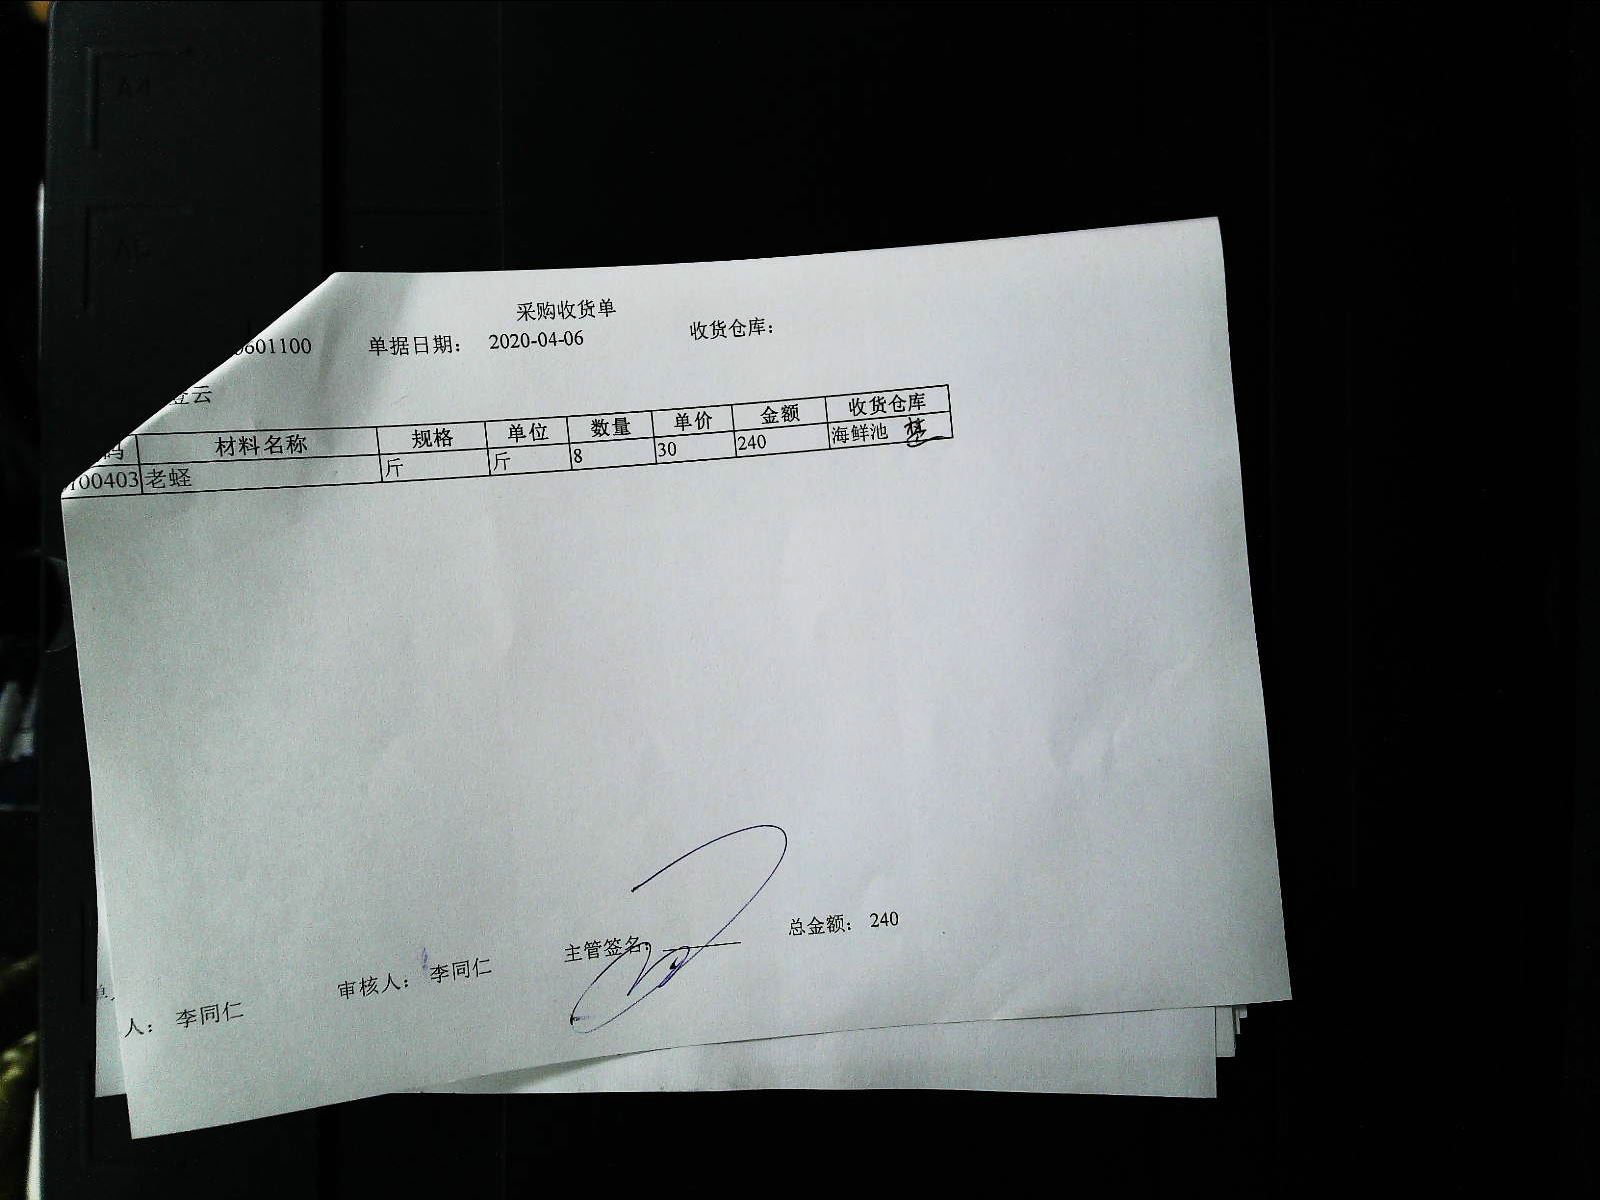 采购收货单
0601100 单据日期： 2020-04-06 收货仓库：
登云
码 材料名称 规格 单位 数量 单价 金额 收货仓库
100403 老蛏 斤 斤 8 30 240 海鲜池
人： 李同仁 审核人： 李同仁 主管签名： 总金额： 240